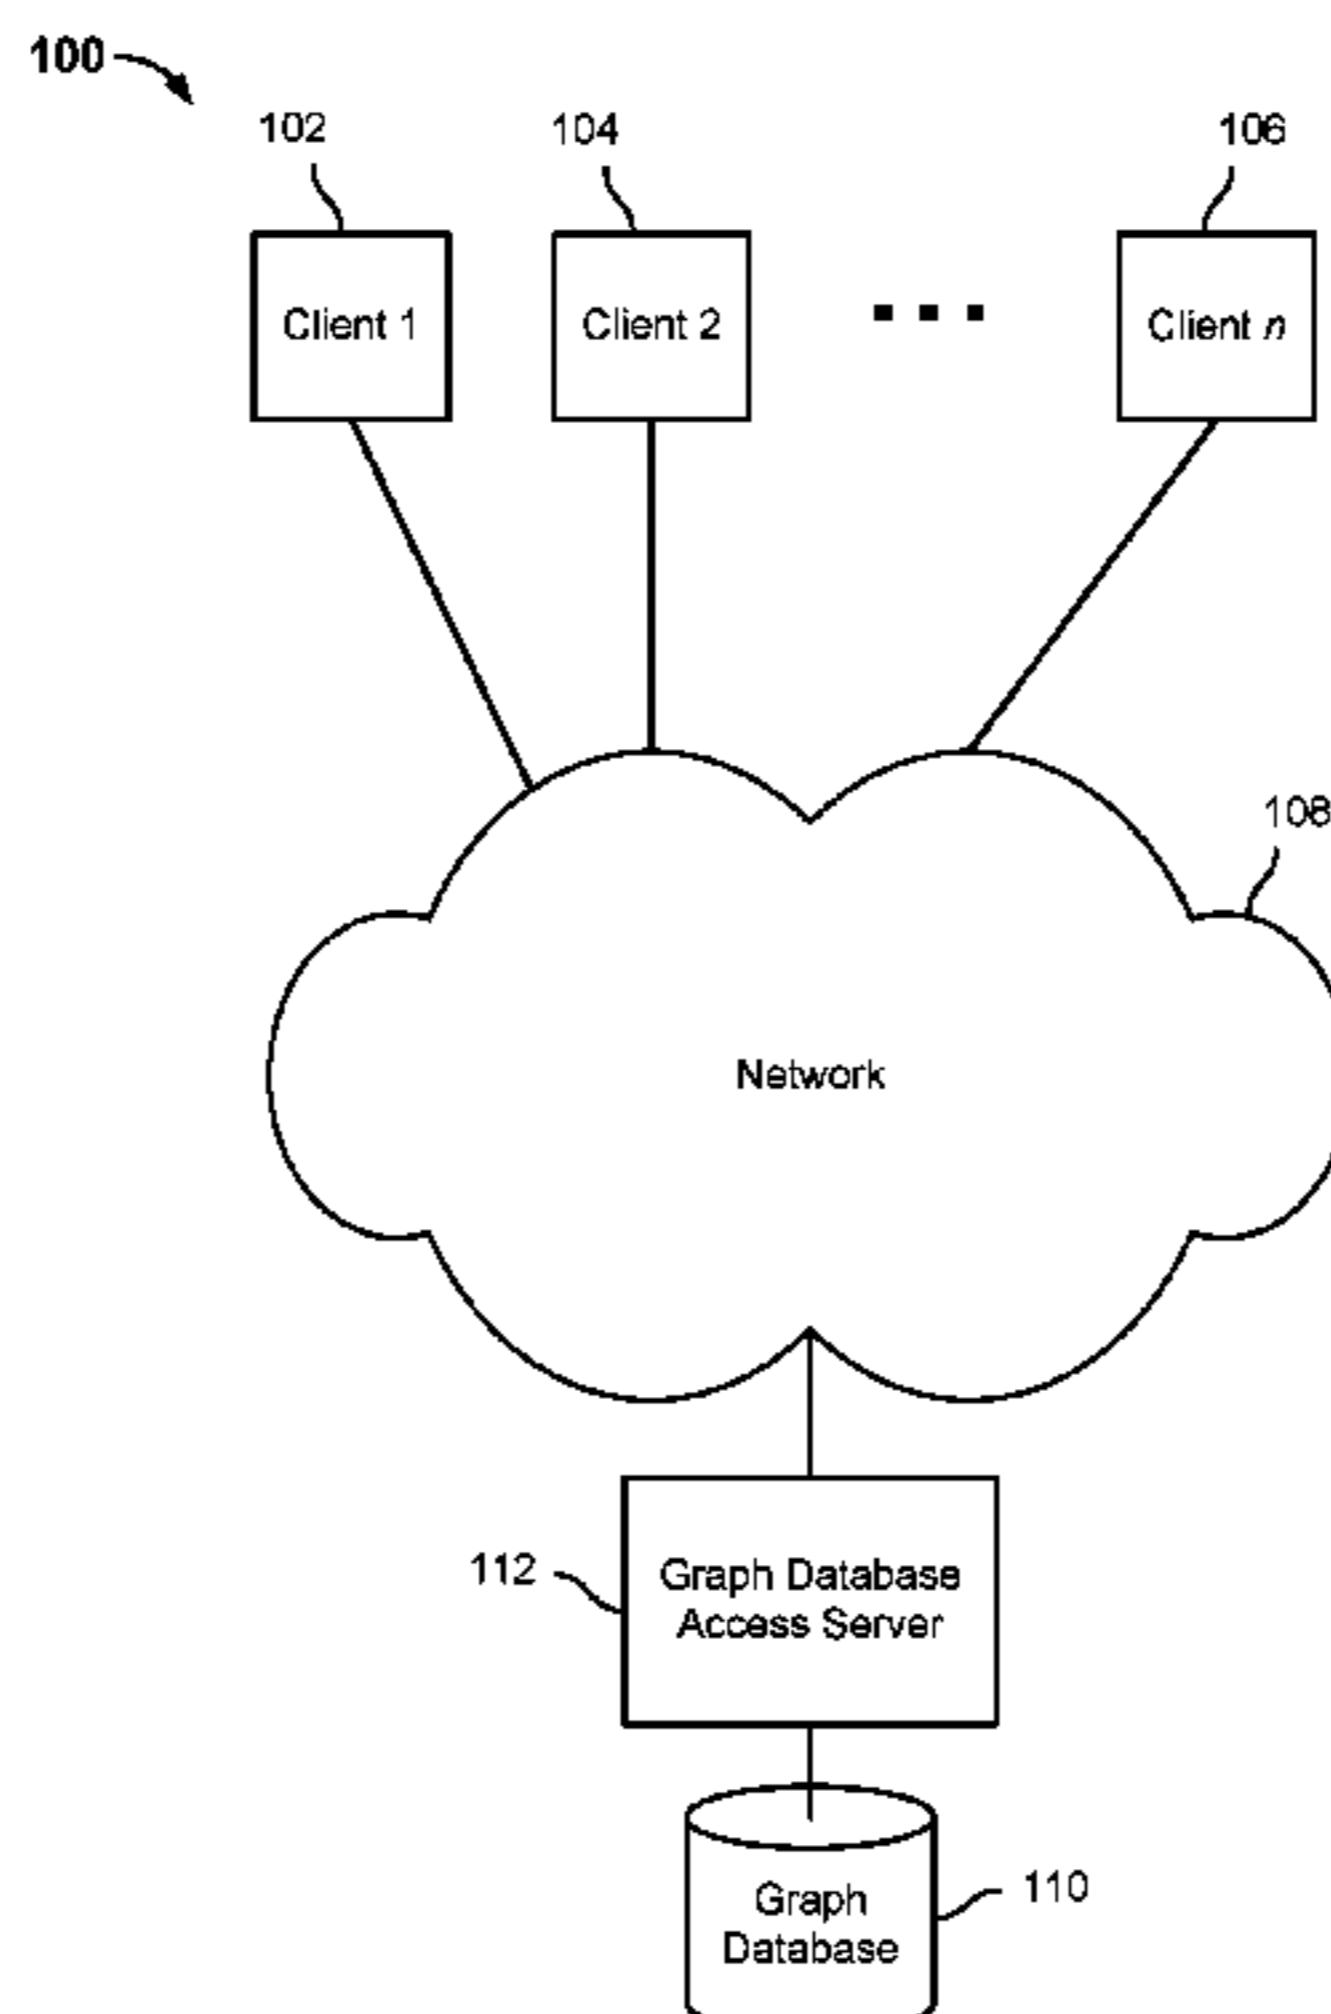 100
102
104
106
Client 1
Client 2
Client n
108
Network
112
Graph Database
Access Server
110
Graph
Database